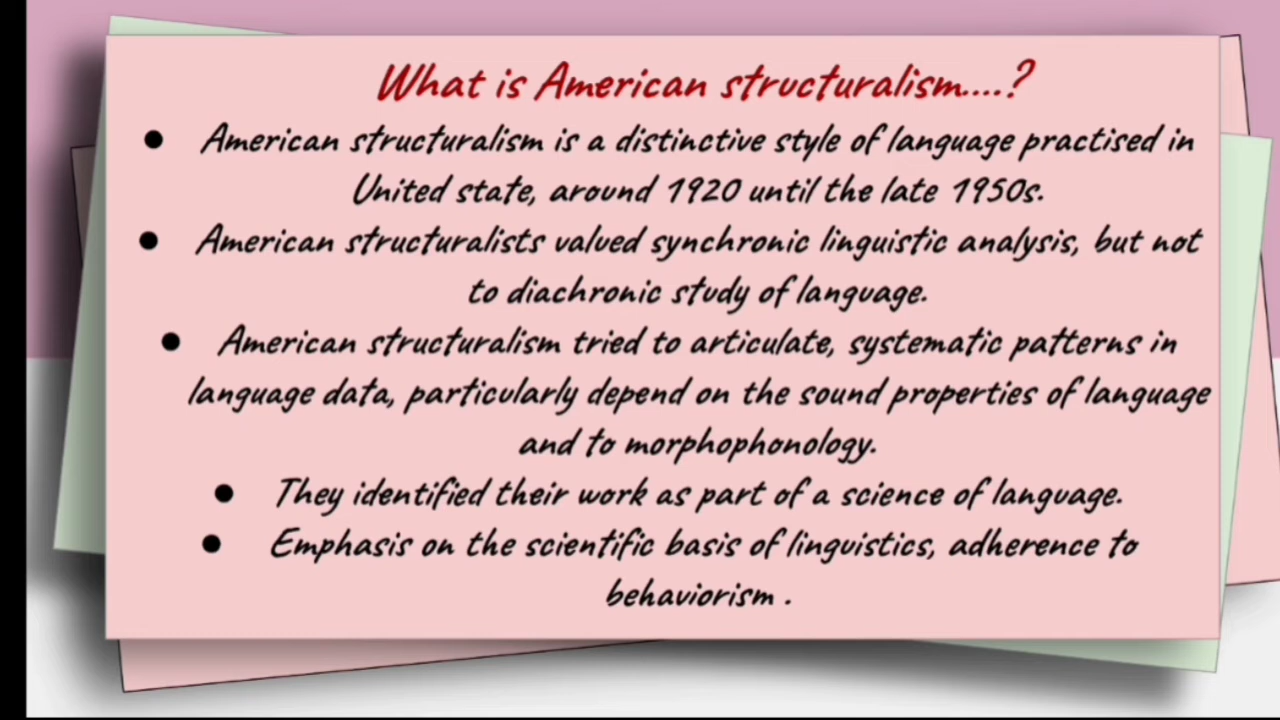 What is American structuralism....?
● American structuralism is a distinctive style of language practised in
United state, around 1920 until the late 1950s.
● American structuralists valued synchronic linguistic analysis, but not
to diachronic study of language.
● American structuralism tried to articulate, systematic patterns in
language data, particularly depend on the sound properties of language
and to morphophonology.
● They identified their work as part of a science of language.
● Emphasis on the scientific basis of linguistics, adherence to
behaviorism .